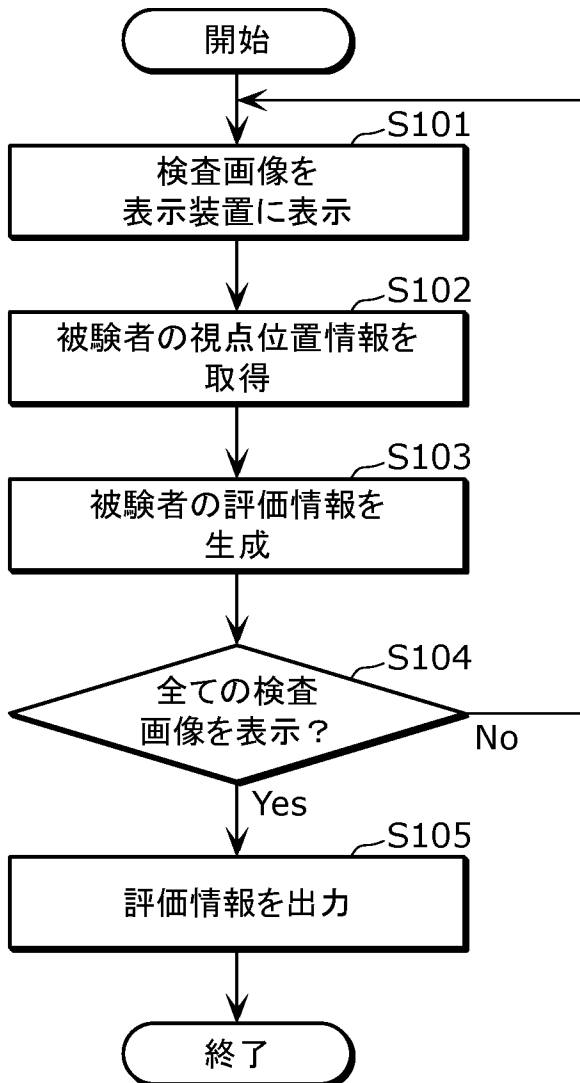 開始
S101
検査画像を
表示装置に表示
S102
被験者の視点位置情報を
取得
S103
被験者の評価情報を
生成
S104
全ての検査
画像を表示？
No
Yes
S105
評価情報を出力
終了